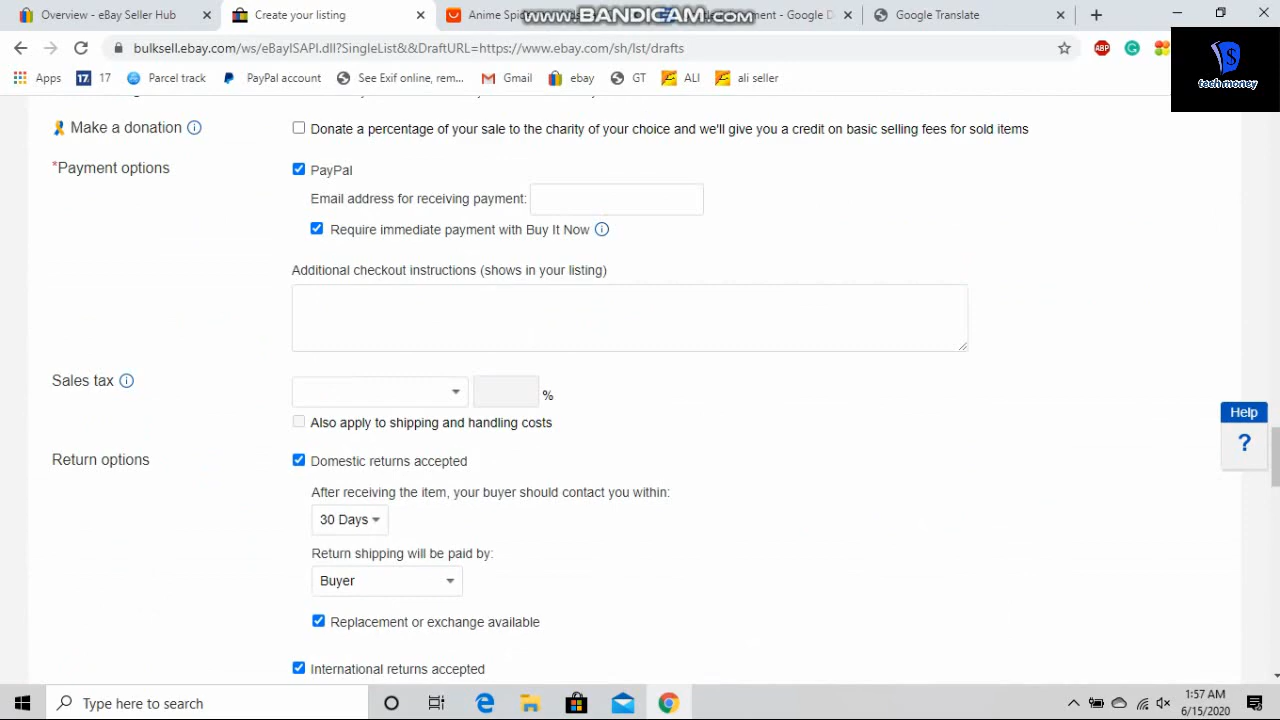 Overview - eBay Seller Hub
Create your listing
Anime Spi
ment - Google D
Google Translate
WWW.BANDICAM.COM
bulksell.ebay.com/ws/eBayISAPI.dll?SingleList&&DraftURL=https://www.ebay.com/sh/lst/drafts
ABP
G
Apps
17
17
Parcel track
PayPal account
See Exif online, rem...
Gmail
ebay
GT
ALI
ali seller
tech money
Make a donation
Donate a percentage of your sale to the charity of your choice and we'll give you a credit on basic selling fees for sold items
*Payment options
PayPal
Email address for receiving payment:
Require immediate payment with Buy It Now
Additional checkout instructions (shows in your listing)
Sales tax
%
Also apply to shipping and handling costs
Help
?
Return options
Domestic returns accepted
After receiving the item, your buyer should contact you within:
30 Days
Return shipping will be paid by:
Buyer
Replacement or exchange available
International returns accepted
Type here to search
1:57 AM
6/15/2020